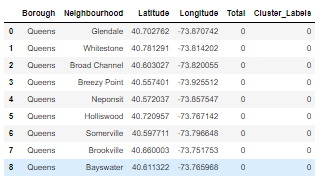 Borough Neighbourhood Latitude Longitude Total Cluster_Labels
0 Queens Glendale 40.702762 -73.870742 0 0
1 Queens Whitestone 40.781291 -73.814202 0 0
2 Queens Broad Channel 40.603027 -73.820055 0 0
3 Queens Breezy Point 40.557401 -73.925512 0 0
4 Queens Neponsit 40.572037 -73.857547 0 0
5 Queens Holliswood 40.720957 -73.767142 0 0
6 Queens Somerville 40.597711 -73.796648 0 0
7 Queens Brookville 40.660003 -73.751753 0 0
8 Queens Bayswater 40.611322 -73.765968 0 0